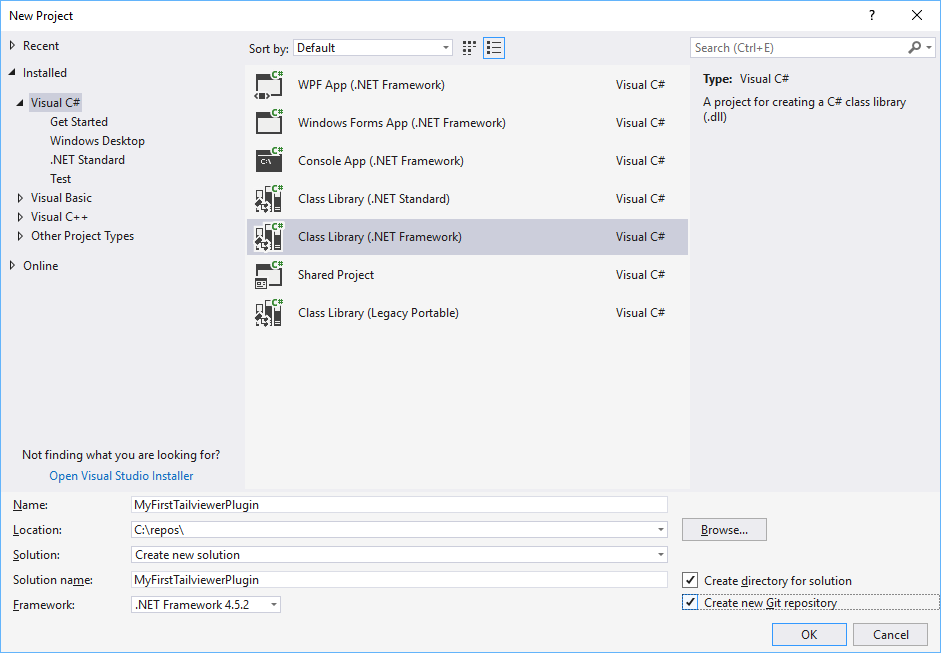 New Project
?
Recent
Installed
Visual C#
Get Started
Windows Desktop
.NET Standard
Test
Visual Basic
Visual C++
Other Project Types
Online
Not finding what you are looking for?
Open Visual Studio Installer
Sort by: Default
C# WPF App (.NET Framework) Visual C#
C# Windows Forms App (.NET Framework) Visual C#
C# C:\ Console App (.NET Framework) Visual C#
C# Class Library (.NET Standard) Visual C#
C# Class Library (.NET Framework) Visual C#
C# Shared Project Visual C#
C# Class Library (Legacy Portable) Visual C#
Search (Ctrl+E)
Type: Visual C#
A project for creating a C# class library
(.dll)
Name: MyFirstTailviewerPlugin
Location: C:\repos\
Browse...
Solution: Create new solution
Solution name: MyFirstTailviewerPlugin
Create directory for solution
Framework: .NET Framework 4.5.2
Create new Git repository
OK Cancel